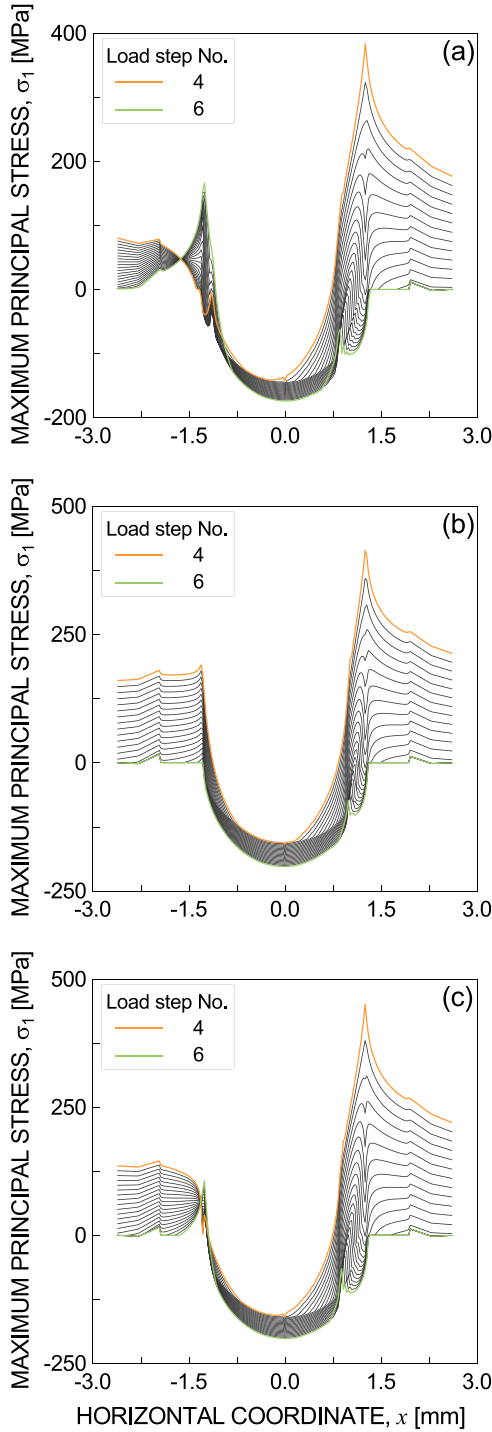 MAXIMUM PRINCIPAL STRESS, σ1 [MPa]
400
200
0
-200
(a)
Load step No.
4
6
-3.0 -1.5 0.0 1.5 3.0
MAXIMUM PRINCIPAL STRESS, σ1 [MPa]
500
250
0
-250
(b)
Load step No.
4
6
-3.0 -1.5 0.0 1.5 3.0
MAXIMUM PRINCIPAL STRESS, σ1 [MPa]
500
250
0
-250
(c)
Load step No.
4
6
-3.0 -1.5 0.0 1.5 3.0
HORIZONTAL COORDINATE, x [mm]